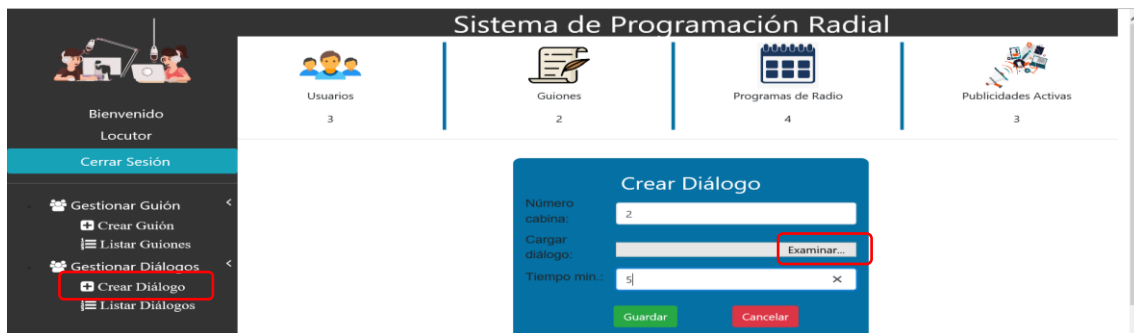 Sistema de Programación Radial
Bienvenido
Locutor
Cerrar Sesión
Gestionar Guión
Crear Guión
Listar Guiones
Gestionar Diálogos
Crear Diálogo
Listar Diálogos
Usuarios
3
Guiones
2
Programas de Radio
4
Publicidades Activas
3
Crear Diálogo
Número
cabina:
2
Cargar
diálogo:
Examinar...
Tiempo min.:
5
Guardar
Cancelar